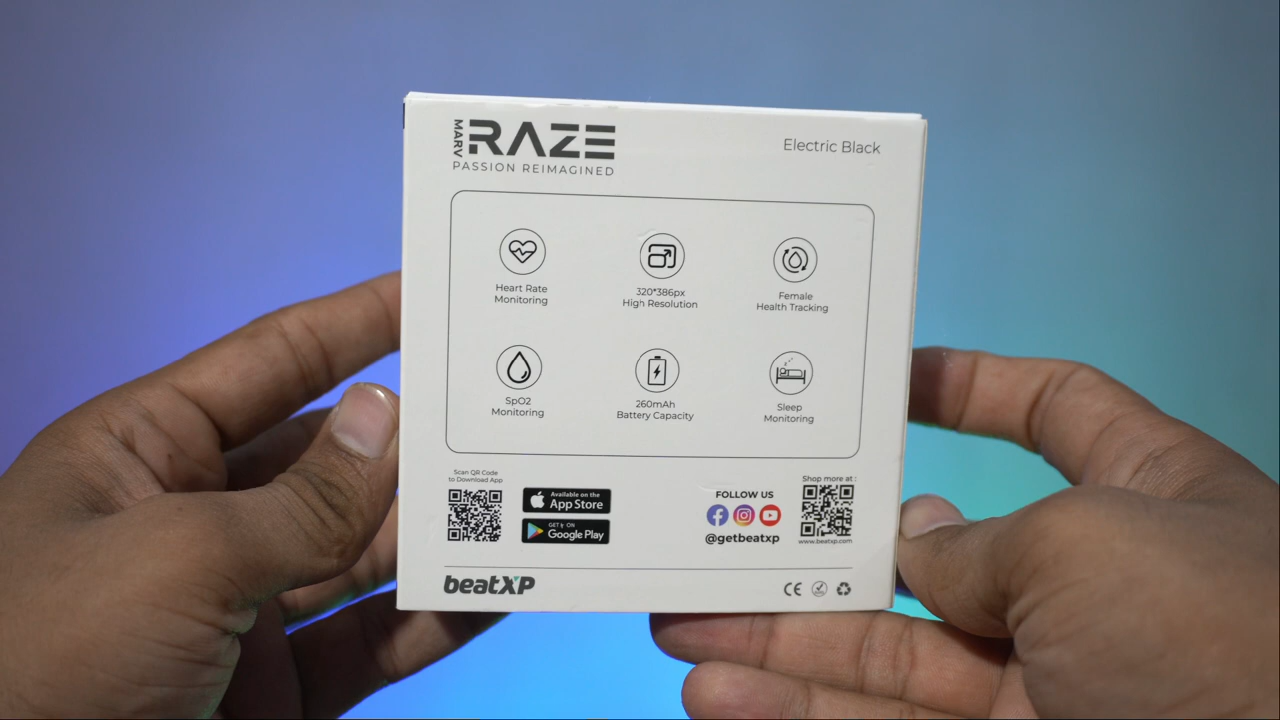 MARV
RAZE
PASSION REIMAGINED
Electric Black
Heart Rate
Monitoring
320*386px
High Resolution
Female
Health Tracking
SpO2
Monitoring
260mAh
Battery Capacity
Sleep
Monitoring
Scan QR Code
to Download App
Available on the
App Store
GET IT ON
Google Play
FOLLOW US
@getbeatxp
Shop more at :
www.beatxp.com
beatXP
CE